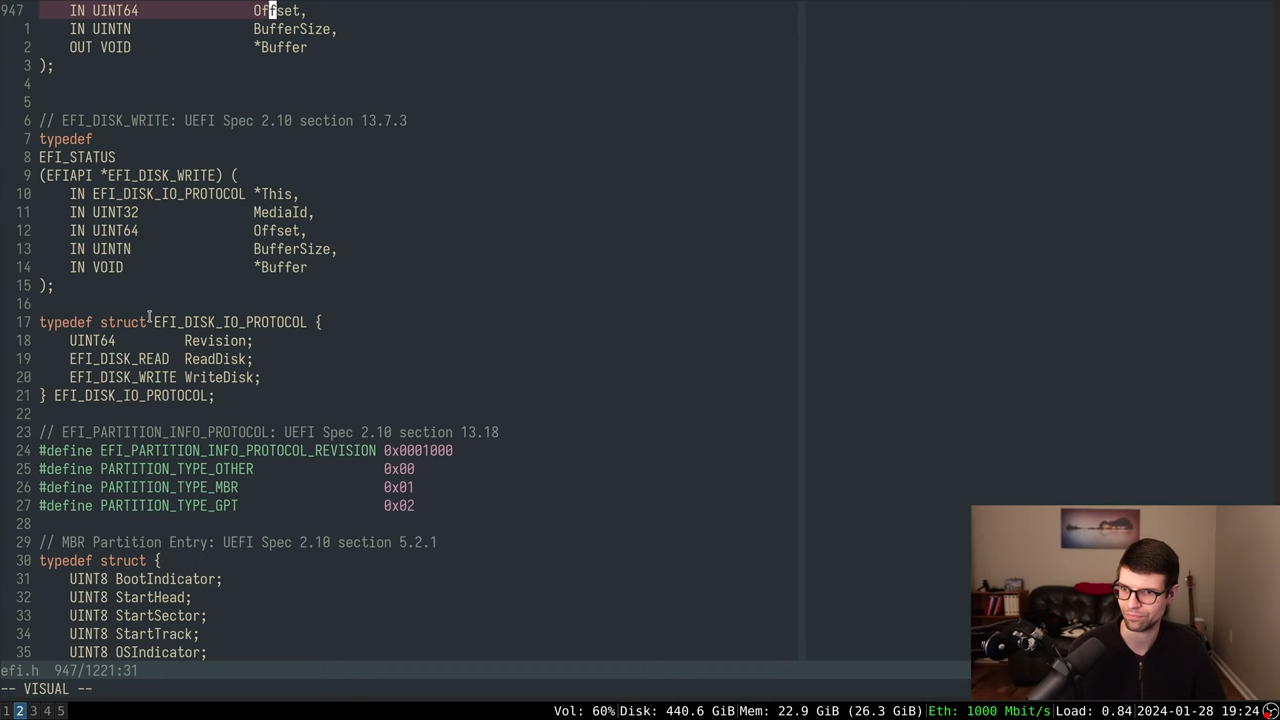 947      IN UINT64               Offset,
  1     IN UINTN                BufferSize,
  2     OUT VOID                *Buffer
  3 );
  4
  5
  6 // EFI_DISK_WRITE: UEFI Spec 2.10 section 13.7.3
  7 typedef
  8 EFI_STATUS
  9 (EFIAPI *EFI_DISK_WRITE) (
 10     IN EFI_DISK_IO_PROTOCOL *This,
 11     IN UINT32               MediaId,
 12     IN UINT64               Offset,
 13     IN UINTN                BufferSize,
 14     IN VOID                 *Buffer
 15 );
 16
 17 typedef struct EFI_DISK_IO_PROTOCOL {
 18     UINT64         Revision;
 19     EFI_DISK_READ  ReadDisk;
 20     EFI_DISK_WRITE WriteDisk;
 21 } EFI_DISK_IO_PROTOCOL;
 22
 23 // EFI_PARTITION_INFO_PROTOCOL: UEFI Spec 2.10 section 13.18
 24 #define EFI_PARTITION_INFO_PROTOCOL_REVISION 0x0001000
 25 #define PARTITION_TYPE_OTHER                 0x00
 26 #define PARTITION_TYPE_MBR                   0x01
 27 #define PARTITION_TYPE_GPT                   0x02
 28
 29 // MBR Partition Entry: UEFI Spec 2.10 section 5.2.1
 30 typedef struct {
 31     UINT8 BootIndicator;
 32     UINT8 StartHead;
 33     UINT8 StartSector;
 34     UINT8 StartTrack;
 35     UINT8 OSIndicator;
efi.h  947/1221:31
-- VISUAL --
1 2 3 4 5 Vol: 60%|Disk: 440.6 GiB|Mem: 22.9 GiB (26.3 GiB)|Eth: 1000 Mbit/s|Load: 0.84|2024-01-28 19:24